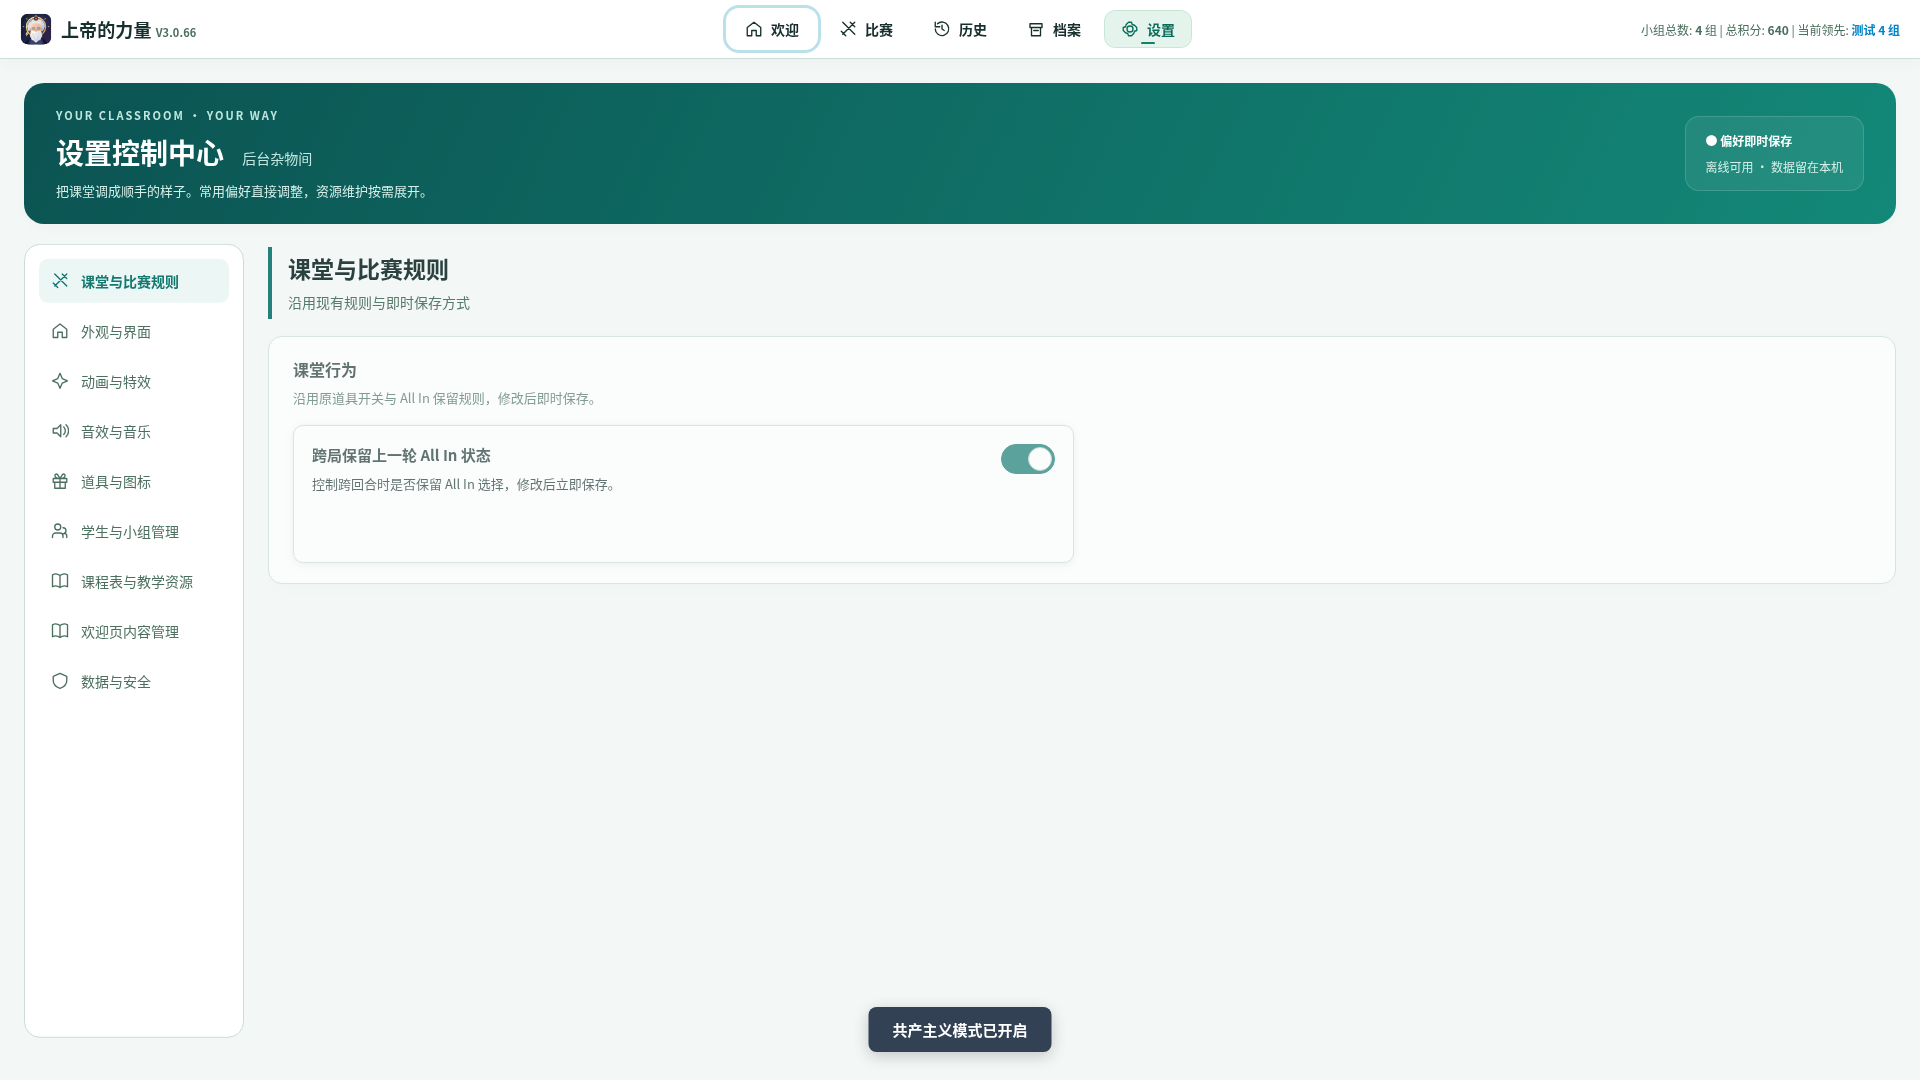 上帝的力量 V3.0.66
欢迎
比赛
历史
档案
设置
小组总数: 4 组 | 总积分: 640 | 当前领先: 测试 4 组
YOUR CLASSROOM · YOUR WAY
设置控制中心 后台杂物间
把课堂调成顺手的样子。常用偏好直接调整，资源维护按需展开。
偏好即时保存
离线可用 · 数据留在本机
课堂与比赛规则
外观与界面
动画与特效
音效与音乐
道具与图标
学生与小组管理
课程表与教学资源
欢迎页内容管理
数据与安全
课堂与比赛规则
沿用现有规则与即时保存方式
课堂行为
沿用原道具开关与 All In 保留规则，修改后即时保存。
跨局保留上一轮 All In 状态
控制跨回合时是否保留 All In 选择，修改后立即保存。
共产主义模式已开启